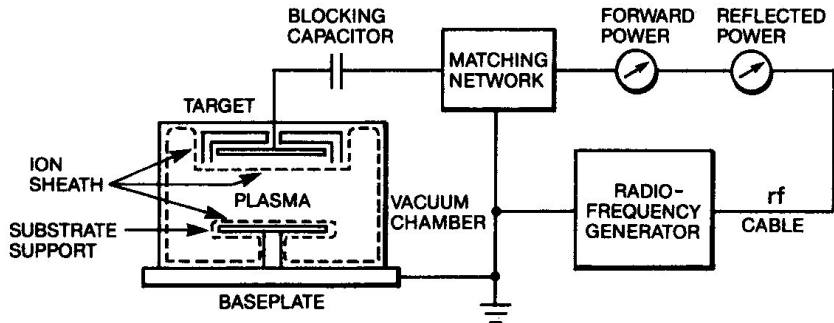 BLOCKING
CAPACITOR
MATCHING
NETWORK
FORWARD
POWER
REFLECTED
POWER
TARGET
ION
SHEATH
PLASMA
SUBSTRATE
SUPPORT
VACUUM
CHAMBER
RADIO-
FREQUENCY
GENERATOR
rf
CABLE
BASEPLATE